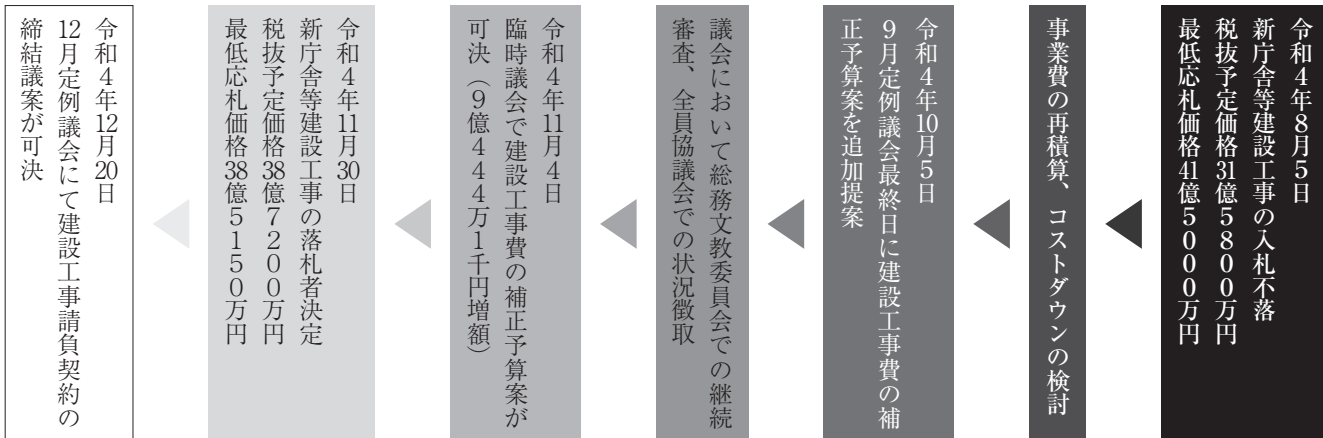 令和４年８月５日
新庁舎等建設工事の入札不落
税抜予定価格31億５８００万円
最低応札価格41億５０００万円
事業費の再積算、コストダウンの検討
令和４年10月５日
９月定例議会最終日に建設工事費の補
正予算案を追加提案
議会において総務文教委員会での継続
審査、全員協議会での状況徴取
令和４年11月４日
臨時議会で建設工事費の補正予算案が
可決（９億４４４万１千円増額）
令和４年11月30日
新庁舎等建設工事の落札者決定
税抜予定価格38億７２００万円
最低応札価格38億５１５０万円
令和４年12月20日
12月定例議会にて建設工事請負契約の
締結議案が可決